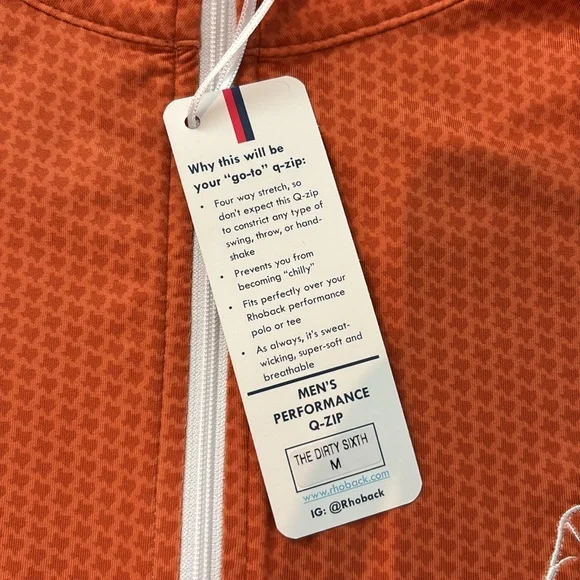 Why this will be
your "go-to" q-zip:
• Four way stretch, so
don't expect this Q-zip
to constrict any type of
swing, throw, or hand-
shake
• Prevents you from
becoming "chilly"
• Fits perfectly over your
Rhoback performance
polo or tee
• As always, it's sweat-
wicking, super-soft and
breathable
MEN'S
PERFORMANCE
Q-ZIP
THE DIRTY SIXTH
M
www.rhoback.com
IG: @Rhoback